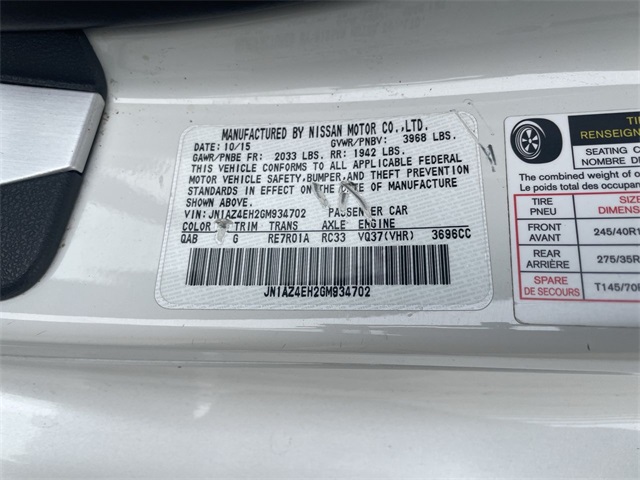 MANUFACTURED BY NISSAN MOTOR CO.,LTD.
DATE: 10/15 GVWR/PNBV: 3968 LBS.
GAWR/PNBE FR: 2033 LBS. RR: 1942 LBS.
THIS VEHICLE CONFORMS TO ALL APPLICABLE FEDERAL
MOTOR VEHICLE SAFETY, BUMPER, AND THEFT PREVENTION
STANDARDS IN EFFECT ON THE DATE OF MANUFACTURE
SHOWN ABOVE.
VIN: JN1AZ4EH2GM934702 PASSENGER CAR
COLOR TRIM TRANS AXLE ENGINE
QAB G RE7R01A RC33 VQ37(VHR) 3696CC
JN1AZ4EH2GM934702
TI
RENSEIGN
SEATING C
NOMBRE D
The combined weight of o
Le poids total des occupa
TIRE SIZE
PNEU DIMENS
FRONT 245/40R1
AVANT
REAR 275/35R
ARRIÈRE
SPARE T145/70
DE SECOURS